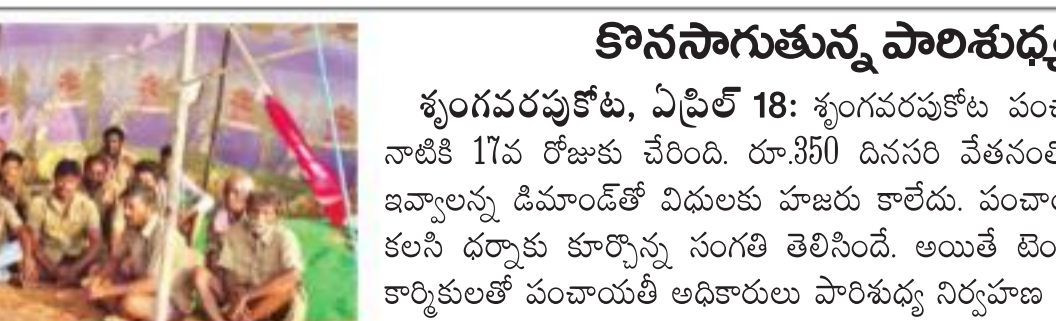 కొనసాగుతున్న పారిశుధ్య
శృంగవరపుకోట, ఏప్రిల్ 18: శృంగవరపుకోట పంచ
నాటికి 17వ రోజుకు చేరింది. రూ.350 దినసరి వేతనంత
ఇవ్వాలన్న డిమాండ్‌తో విధులకు హజరు కాలేదు. పంచా
కలసి ధర్నాకు కూర్చొన్న సంగతి తెలిసిందే. అయితే టెం
కార్మికులతో పంచాయతీ అధికారులు పారిశుధ్య నిర్వహణ